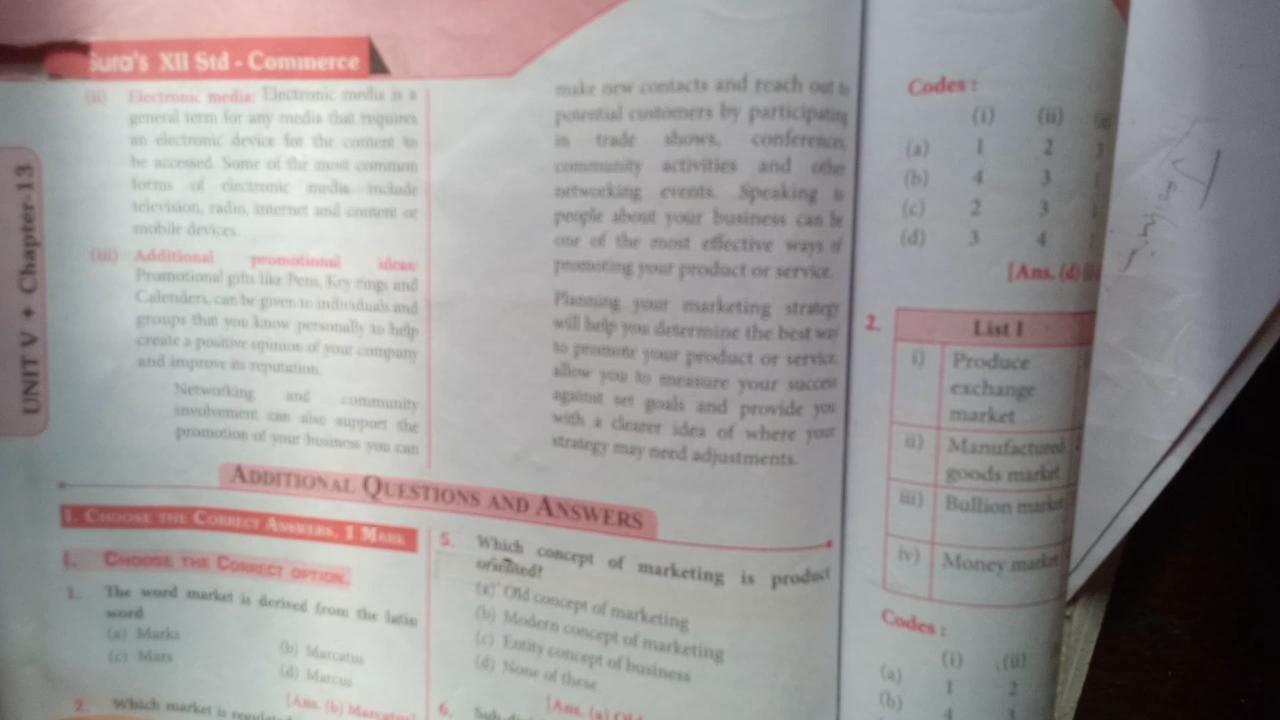 Sura's XII Std - Commerce
UNIT V ✦ Chapter-13
(ii) Electronic media: Electronic media is a
general term for any media that requires
an electronic device for the content to
be accessed. Some of the most common
forms of electronic media include
television, radio, internet and content or
mobile devices.
(iii) Additional promotional ideas:
Promotional gifts like Pens, Key rings and
Calenders, can be given to individuals and
groups that you know personally to help
create a positive opinion of your company
and improve its reputation.
Networking and community
involvement can also support the
promotion of your business you can
make new contacts and reach out to
potential customers by participating
in trade shows, conference,
community activities and othe
networking events. Speaking to
people about your business can be
one of the most effective ways of
promoting your product or service.
Planning your marketing strategy
will help you determine the best way
to promote your product or service,
allow you to measure your success
against set goals and provide you
with a clearer idea of where your
strategy may need adjustments.
ADDITIONAL QUESTIONS AND ANSWERS
I. CHOOSE THE CORRECT ANSWERS. 1 MARK
I. CHOOSE THE CORRECT OPTION.
1. The word market is derived from the latin
word
(a) Marks (b) Marcatus
(c) Mars (d) Marcus
[Ans. (b) Marcatus]
2. Which market is
5. Which concept of marketing is product
oriented?
(a) Old concept of marketing
(b) Modern concept of marketing
(c) Entity concept of business
(d) None of these
[Ans. (a) Old
6.
Codes :
(i) (ii)
(a) 1 2
(b) 4 3
(c) 2 3
(d) 3 4
[Ans. (d)
2. List I
i) Produce
exchange
market
ii) Manufactured
goods market
iii) Bullion market
iv) Money market
Codes :
(i) (ii)
(a) 1 2
(b) 4 3